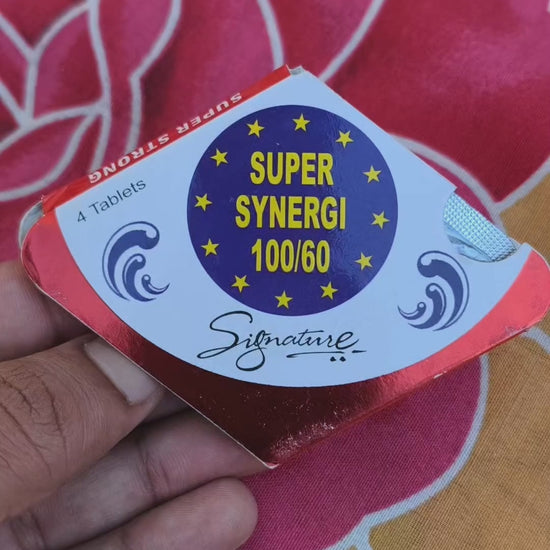 SUPER STRONG
4 Tablets
SUPER
SYNERGI
100/60
Signature